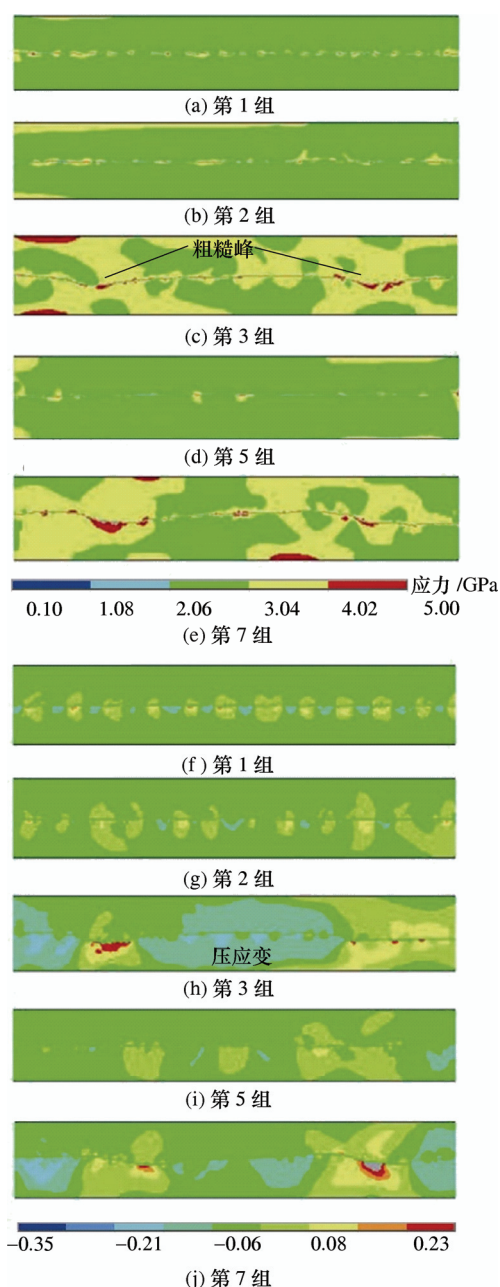 (a) 第 1 组
(b) 第 2 组
粗糙峰
(c) 第 3 组
(d) 第 5 组
应力 /GPa
0.10 1.08 2.06 3.04 4.02 5.00
(e) 第 7 组
(f ) 第 1 组
(g) 第 2 组
压应变
(h) 第 3 组
(i) 第 5 组
−0.35 −0.21 −0.06 0.08 0.23
(j) 第 7 组